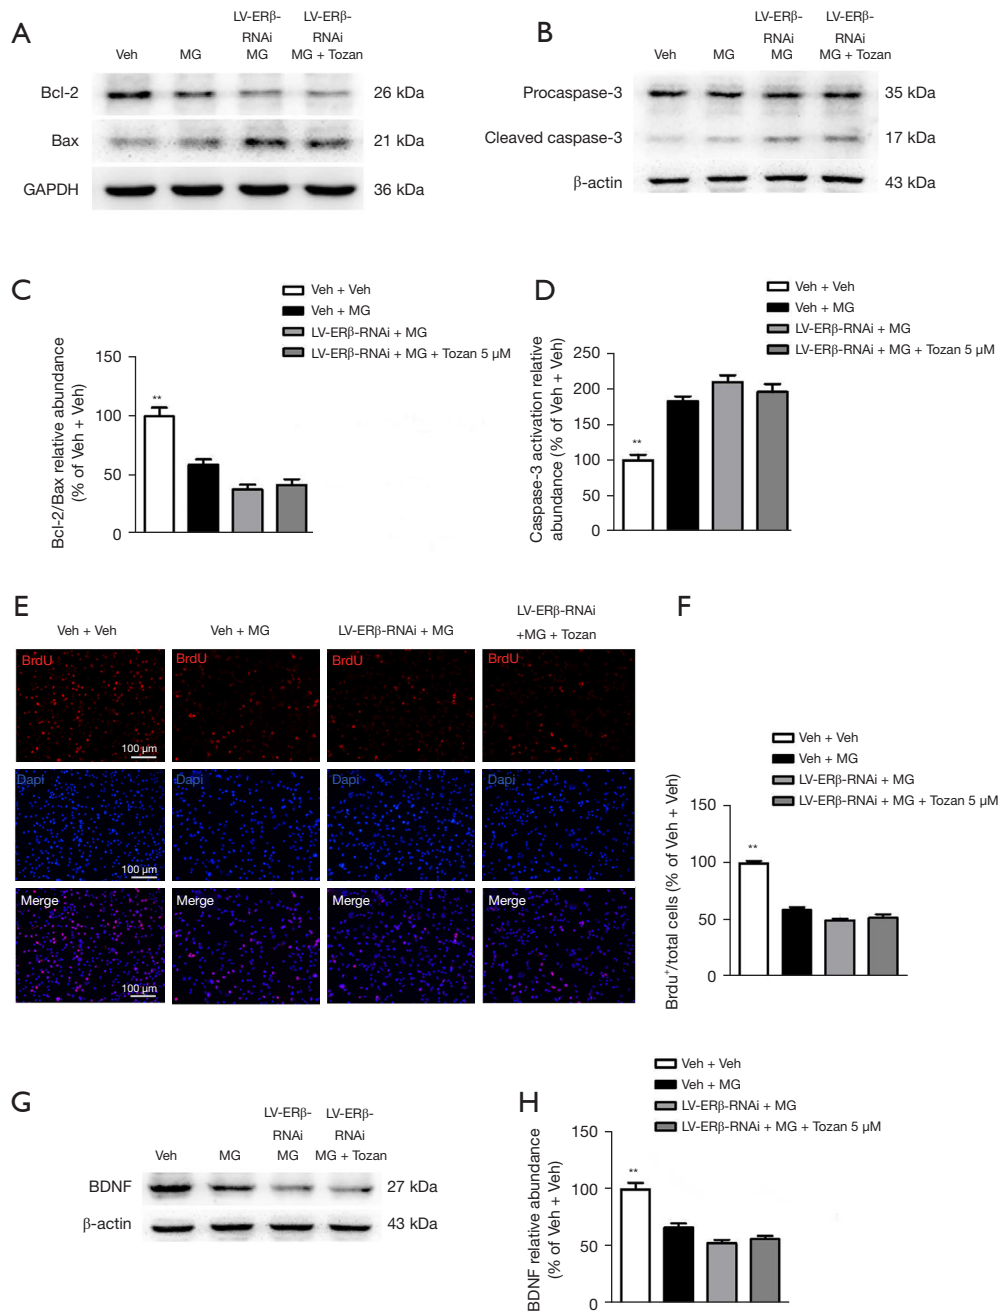 A
Veh
MG
LV-ERβ-
RNAi
MG
LV-ERβ-
RNAi
MG + Tozan
Bcl-2
26 kDa
Bax
21 kDa
GAPDH
36 kDa
B
Veh
MG
LV-ERβ-
RNAi
MG
LV-ERβ-
RNAi
MG + Tozan
Procaspase-3
35 kDa
Cleaved caspase-3
17 kDa
β-actin
43 kDa
C
Veh + Veh
Veh + MG
LV-ERβ-RNAi + MG
LV-ERβ-RNAi + MG + Tozan 5 μM
Bcl-2/Bax relative abundance
(% of Veh + Veh)
150
100
50
0
**
D
Veh + Veh
Veh + MG
LV-ERβ-RNAi + MG
LV-ERβ-RNAi + MG + Tozan 5 μM
Caspase-3 activation relative
abundance (% of Veh + Veh)
250
200
150
100
50
0
**
E
Veh + Veh
Veh + MG
LV-ERβ-RNAi + MG
LV-ERβ-RNAi
+MG + Tozan
BrdU
100 μm
BrdU
BrdU
BrdU
Dapi
100 μm
Dapi
Dapi
Dapi
Merge
100 μm
Merge
Merge
Merge
F
Veh + Veh
Veh + MG
LV-ERβ-RNAi + MG
LV-ERβ-RNAi + MG + Tozan 5 μM
Brdu⁺/total cells (% of Veh + Veh)
150
100
50
0
**
G
Veh
MG
LV-ERβ-
RNAi
MG
LV-ERβ-
RNAi
MG + Tozan
BDNF
27 kDa
β-actin
43 kDa
H
Veh + Veh
Veh + MG
LV-ERβ-RNAi + MG
LV-ERβ-RNAi + MG + Tozan 5 μM
BDNF relative abundance
(% of Veh + Veh)
150
100
50
0
**